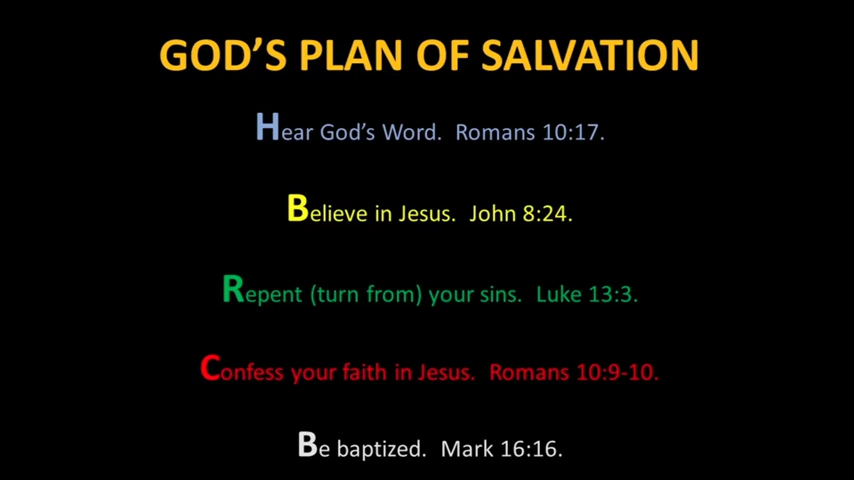 GOD’S PLAN OF SALVATION
Hear God’s Word. Romans 10:17.
Believe in Jesus. John 8:24.
Repent (turn from) your sins. Luke 13:3.
Confess your faith in Jesus. Romans 10:9-10.
Be baptized. Mark 16:16.